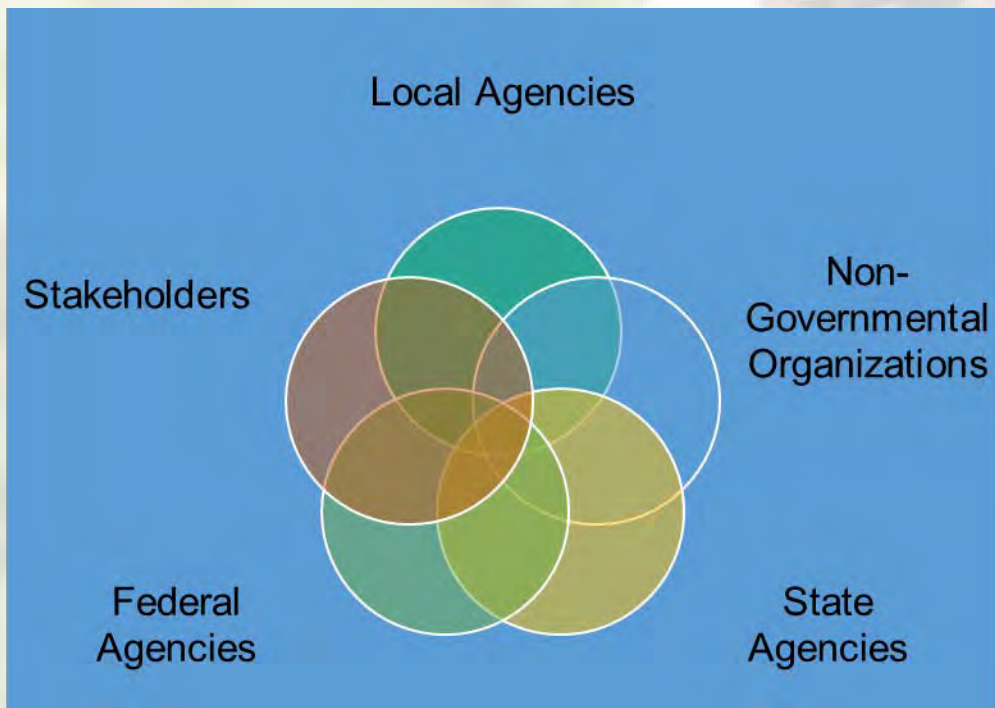 Local Agencies
Stakeholders
Non-
Governmental
Organizations
Federal
Agencies
State
Agencies